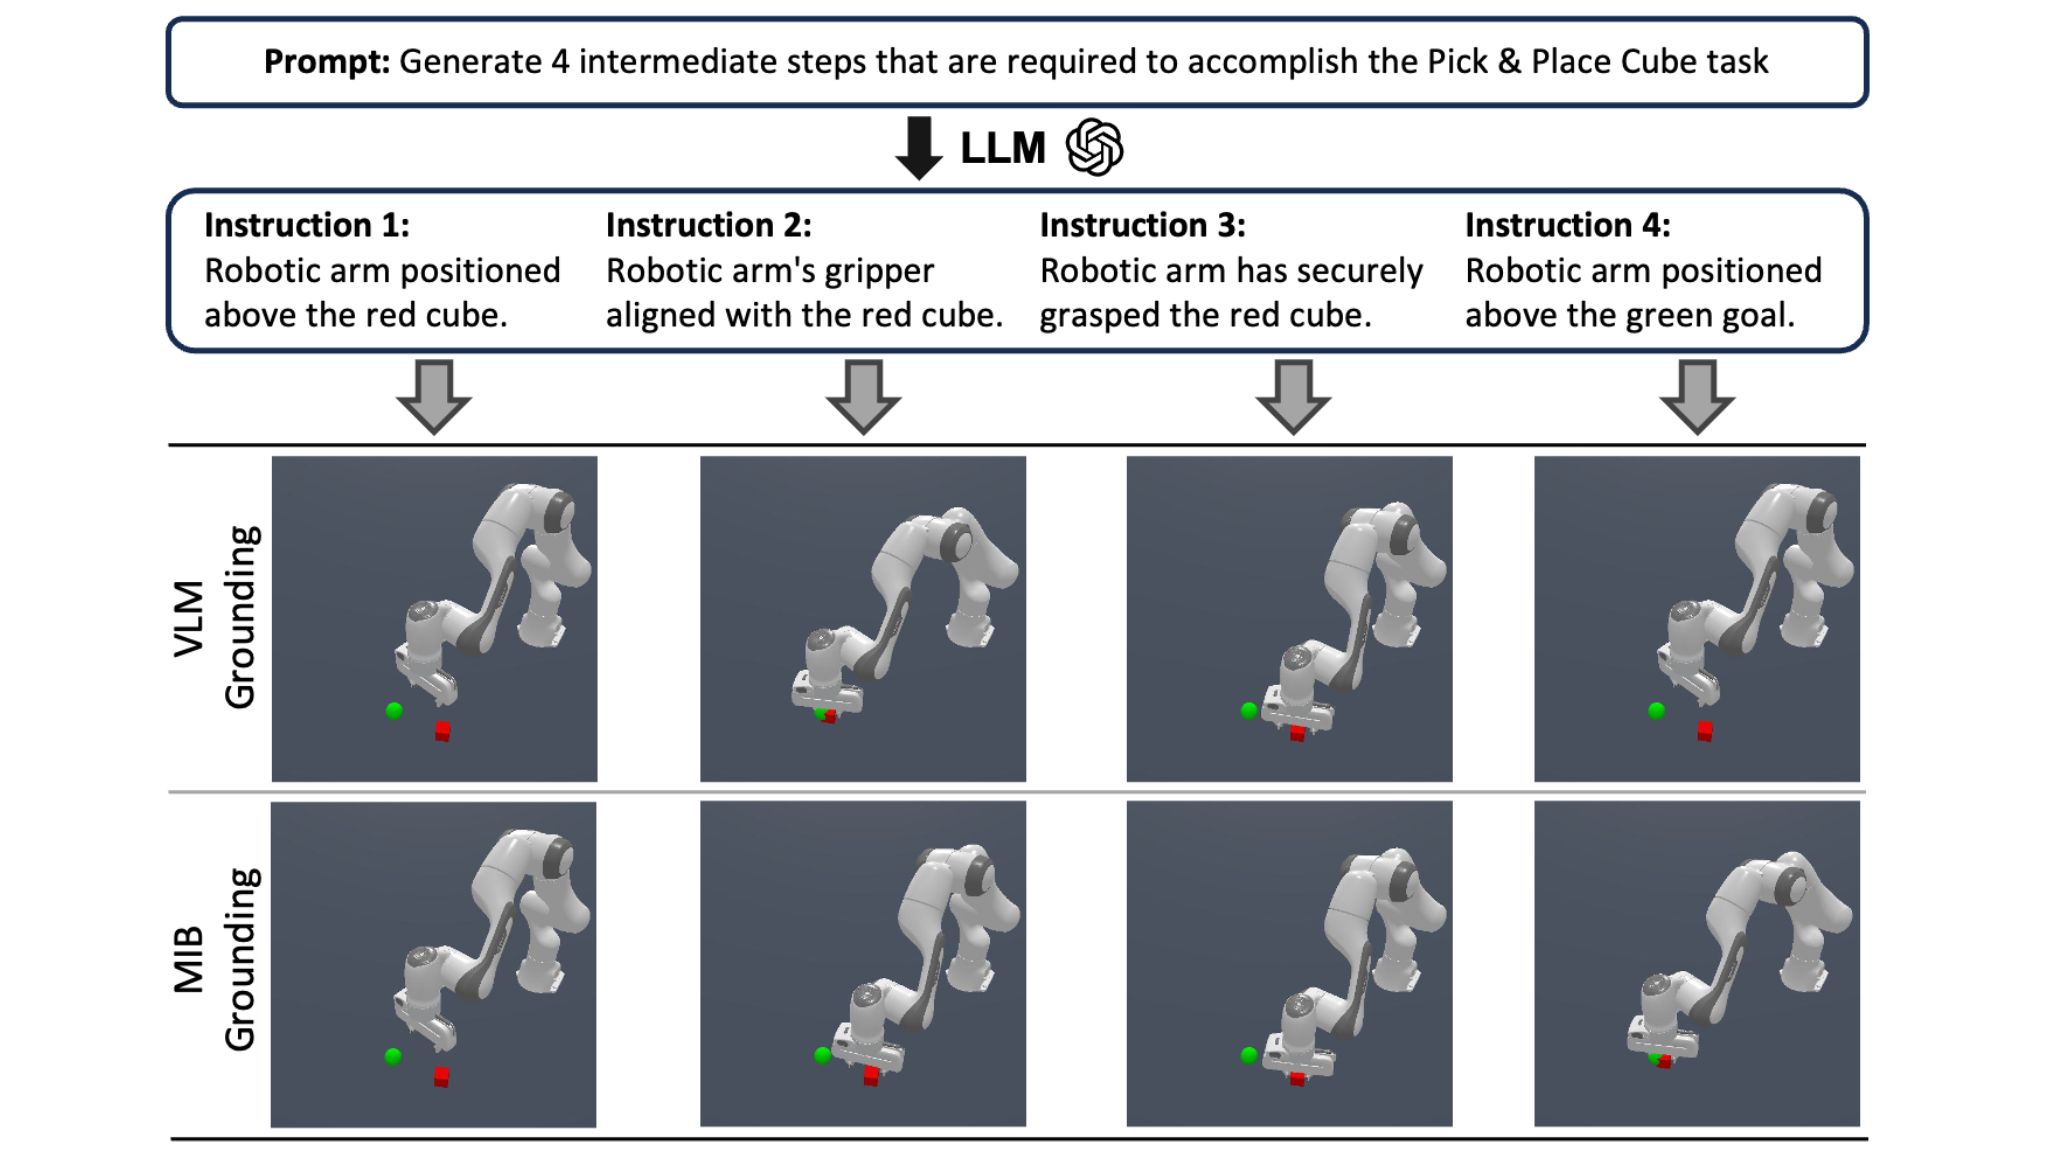 Prompt: Generate 4 intermediate steps that are required to accomplish the Pick & Place Cube task
LLM
Instruction 1:
Robotic arm positioned
above the red cube.
Instruction 2:
Robotic arm's gripper
aligned with the red cube.
Instruction 3:
Robotic arm has securely
grasped the red cube.
Instruction 4:
Robotic arm positioned
above the green goal.
VLM
Grounding
MIB
Grounding